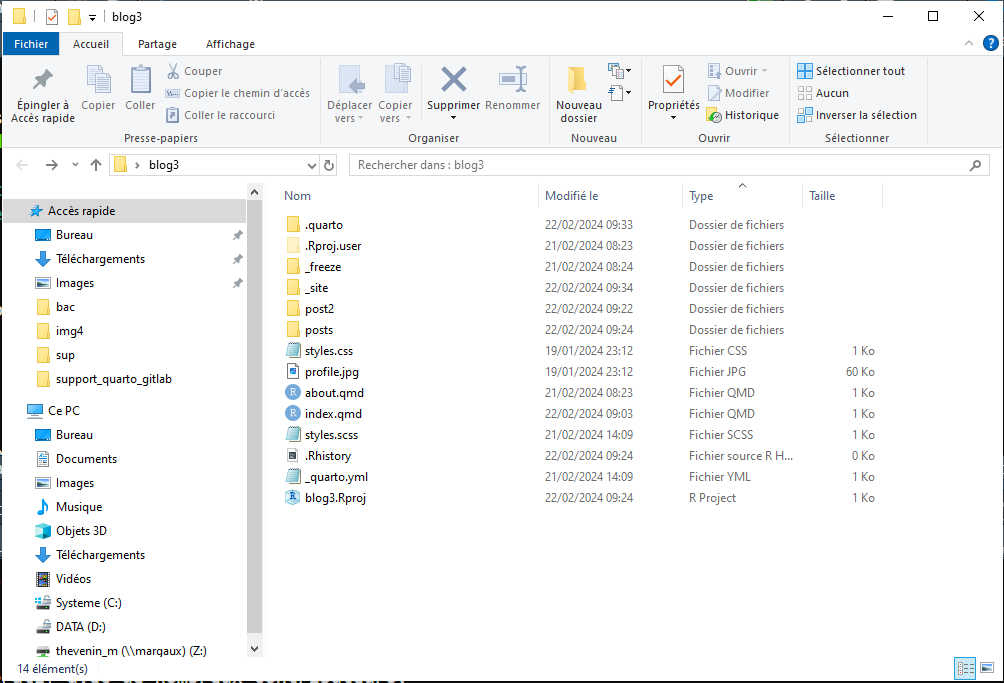 blog3
Fichier Accueil Partage Affichage
Épingler à Accès rapide
Copier
Coller
Couper
Copier le chemin d'accès
Coller le raccourci
Presse-papiers
Déplacer vers
Copier vers
Supprimer
Renommer
Organiser
Nouveau dossier
Nouveau
Propriétés
Ouvrir
Modifier
Historique
Ouvrir
Sélectionner tout
Aucun
Inverser la sélection
Sélectionner
blog3
Rechercher dans : blog3
Accès rapide
Bureau
Téléchargements
Images
bac
img4
sup
support_quarto_gitlab
Ce PC
Bureau
Documents
Images
Musique
Objets 3D
Téléchargements
Vidéos
Systeme (C:)
DATA (D:)
thevenin_m (\\margaux) (Z:)
Nom Modifié le Type Taille
.quarto 22/02/2024 09:33 Dossier de fichiers
.Rproj.user 21/02/2024 08:23 Dossier de fichiers
_freeze 21/02/2024 08:24 Dossier de fichiers
_site 22/02/2024 09:34 Dossier de fichiers
post2 22/02/2024 09:22 Dossier de fichiers
posts 22/02/2024 09:24 Dossier de fichiers
styles.css 19/01/2024 23:12 Fichier CSS 1 Ko
profile.jpg 19/01/2024 23:12 Fichier JPG 60 Ko
about.qmd 21/02/2024 08:23 Fichier QMD 1 Ko
index.qmd 22/02/2024 09:03 Fichier QMD 1 Ko
styles.scss 21/02/2024 14:09 Fichier SCSS 1 Ko
.Rhistory 22/02/2024 09:24 Fichier source R H... 0 Ko
_quarto.yml 21/02/2024 14:09 Fichier YML 1 Ko
blog3.Rproj 22/02/2024 09:24 R Project 1 Ko
14 élément(s)